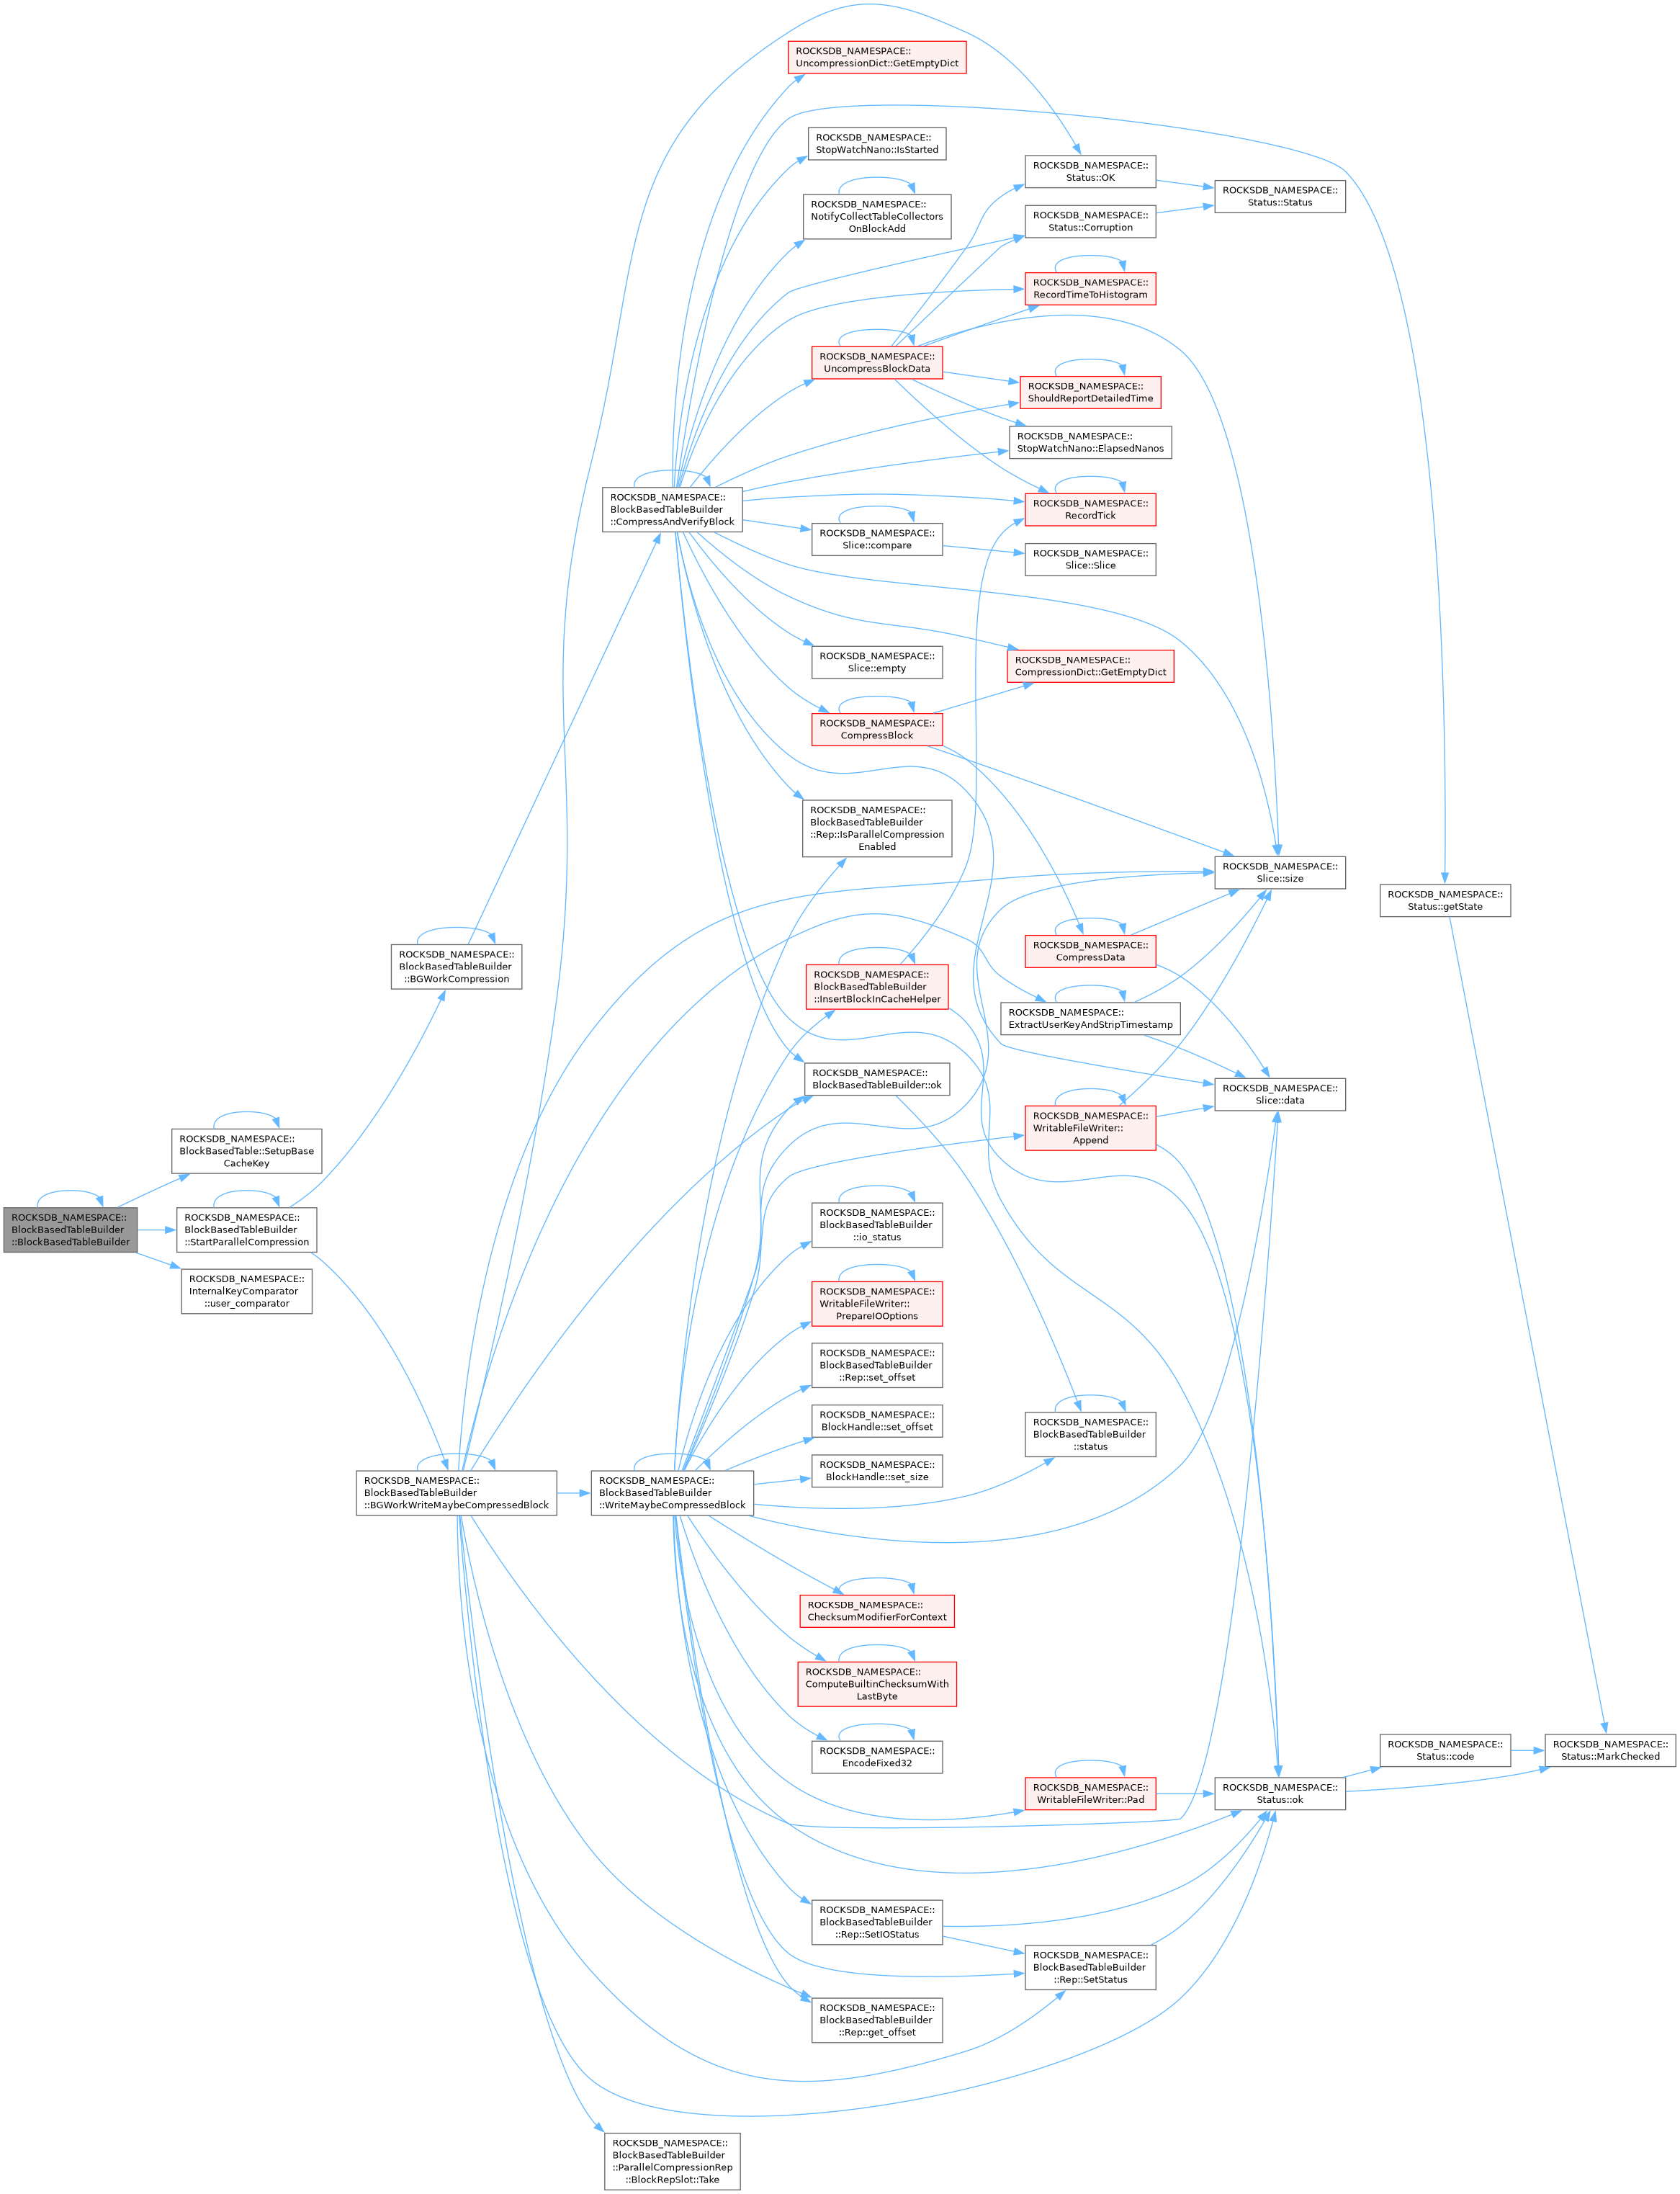 ROCKSDB_NAMESPACE::
BlockBasedTableBuilder
::BlockBasedTableBuilder
ROCKSDB_NAMESPACE::
BlockBasedTable::SetupBase
CacheKey
ROCKSDB_NAMESPACE::
BlockBasedTableBuilder
::StartParallelCompression
ROCKSDB_NAMESPACE::
InternalKeyComparator
::user_comparator
ROCKSDB_NAMESPACE::
BlockBasedTableBuilder
::BGWorkCompression
ROCKSDB_NAMESPACE::
BlockBasedTableBuilder
::BGWorkWriteMaybeCompressedBlock
ROCKSDB_NAMESPACE::
BlockBasedTableBuilder
::CompressAndVerifyBlock
ROCKSDB_NAMESPACE::
BlockBasedTableBuilder
::WriteMaybeCompressedBlock
ROCKSDB_NAMESPACE::
BlockBasedTableBuilder
::ParallelCompressionRep
::BlockRepSlot::Take
ROCKSDB_NAMESPACE::
UncompressionDict::GetEmptyDict
ROCKSDB_NAMESPACE::
StopWatchNano::IsStarted
ROCKSDB_NAMESPACE::
NotifyCollectTableCollectors
OnBlockAdd
ROCKSDB_NAMESPACE::
UncompressBlockData
ROCKSDB_NAMESPACE::
Slice::compare
ROCKSDB_NAMESPACE::
Slice::empty
ROCKSDB_NAMESPACE::
CompressBlock
ROCKSDB_NAMESPACE::
BlockBasedTableBuilder
::Rep::IsParallelCompression
Enabled
ROCKSDB_NAMESPACE::
BlockBasedTableBuilder
::InsertBlockInCacheHelper
ROCKSDB_NAMESPACE::
BlockBasedTableBuilder::ok
ROCKSDB_NAMESPACE::
BlockBasedTableBuilder
::io_status
ROCKSDB_NAMESPACE::
WritableFileWriter::
PrepareIOOptions
ROCKSDB_NAMESPACE::
BlockBasedTableBuilder
::Rep::set_offset
ROCKSDB_NAMESPACE::
BlockHandle::set_offset
ROCKSDB_NAMESPACE::
BlockHandle::set_size
ROCKSDB_NAMESPACE::
ChecksumModifierForContext
ROCKSDB_NAMESPACE::
ComputeBuiltinChecksumWith
LastByte
ROCKSDB_NAMESPACE::
EncodeFixed32
ROCKSDB_NAMESPACE::
BlockBasedTableBuilder
::Rep::SetIOStatus
ROCKSDB_NAMESPACE::
BlockBasedTableBuilder
::Rep::get_offset
ROCKSDB_NAMESPACE::
Status::OK
ROCKSDB_NAMESPACE::
Status::Corruption
ROCKSDB_NAMESPACE::
RecordTimeToHistogram
ROCKSDB_NAMESPACE::
ShouldReportDetailedTime
ROCKSDB_NAMESPACE::
StopWatchNano::ElapsedNanos
ROCKSDB_NAMESPACE::
RecordTick
ROCKSDB_NAMESPACE::
Slice::Slice
ROCKSDB_NAMESPACE::
CompressionDict::GetEmptyDict
ROCKSDB_NAMESPACE::
CompressData
ROCKSDB_NAMESPACE::
ExtractUserKeyAndStripTimestamp
ROCKSDB_NAMESPACE::
WritableFileWriter::
Append
ROCKSDB_NAMESPACE::
BlockBasedTableBuilder
::status
ROCKSDB_NAMESPACE::
WritableFileWriter::Pad
ROCKSDB_NAMESPACE::
BlockBasedTableBuilder
::Rep::SetStatus
ROCKSDB_NAMESPACE::
Status::Status
ROCKSDB_NAMESPACE::
Slice::size
ROCKSDB_NAMESPACE::
Slice::data
ROCKSDB_NAMESPACE::
Status::ok
ROCKSDB_NAMESPACE::
Status::getState
ROCKSDB_NAMESPACE::
Status::code
ROCKSDB_NAMESPACE::
Status::MarkChecked